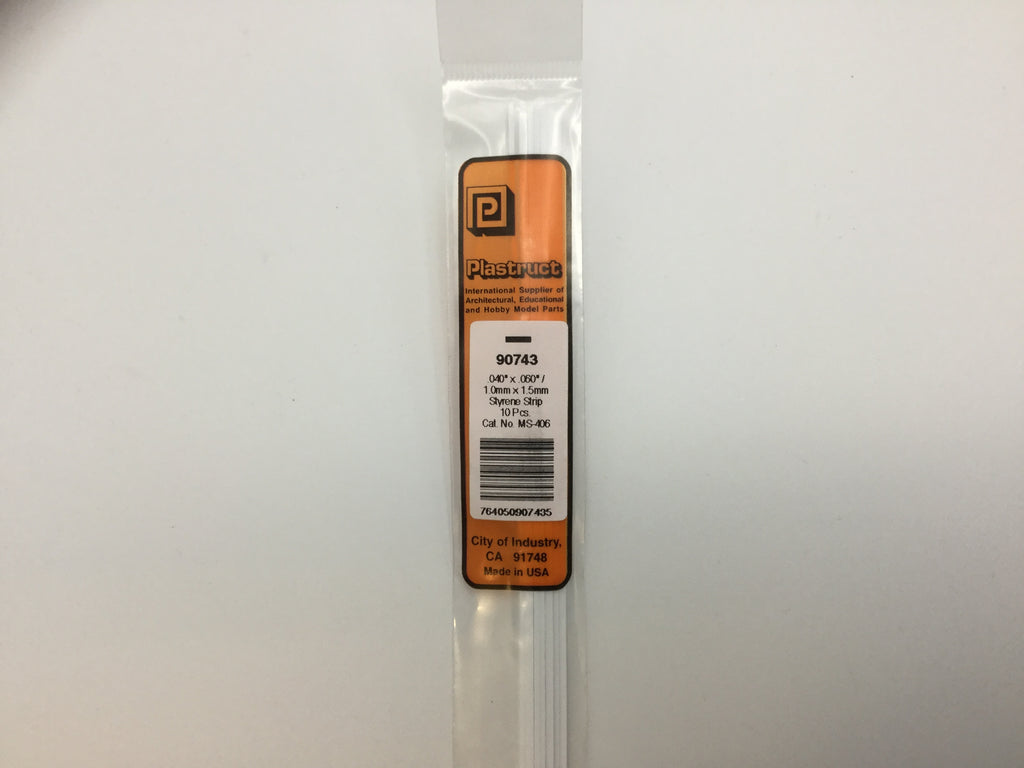 P
Plastruct
International Supplier of
Architectural, Educational
and Hobby Model Parts
90743
.040" x .060" /
1.0mm x 1.5mm
Styrene Strip
10 Pcs.
Cat. No. MS-406
764050907435
City of Industry,
CA 91748
Made in USA